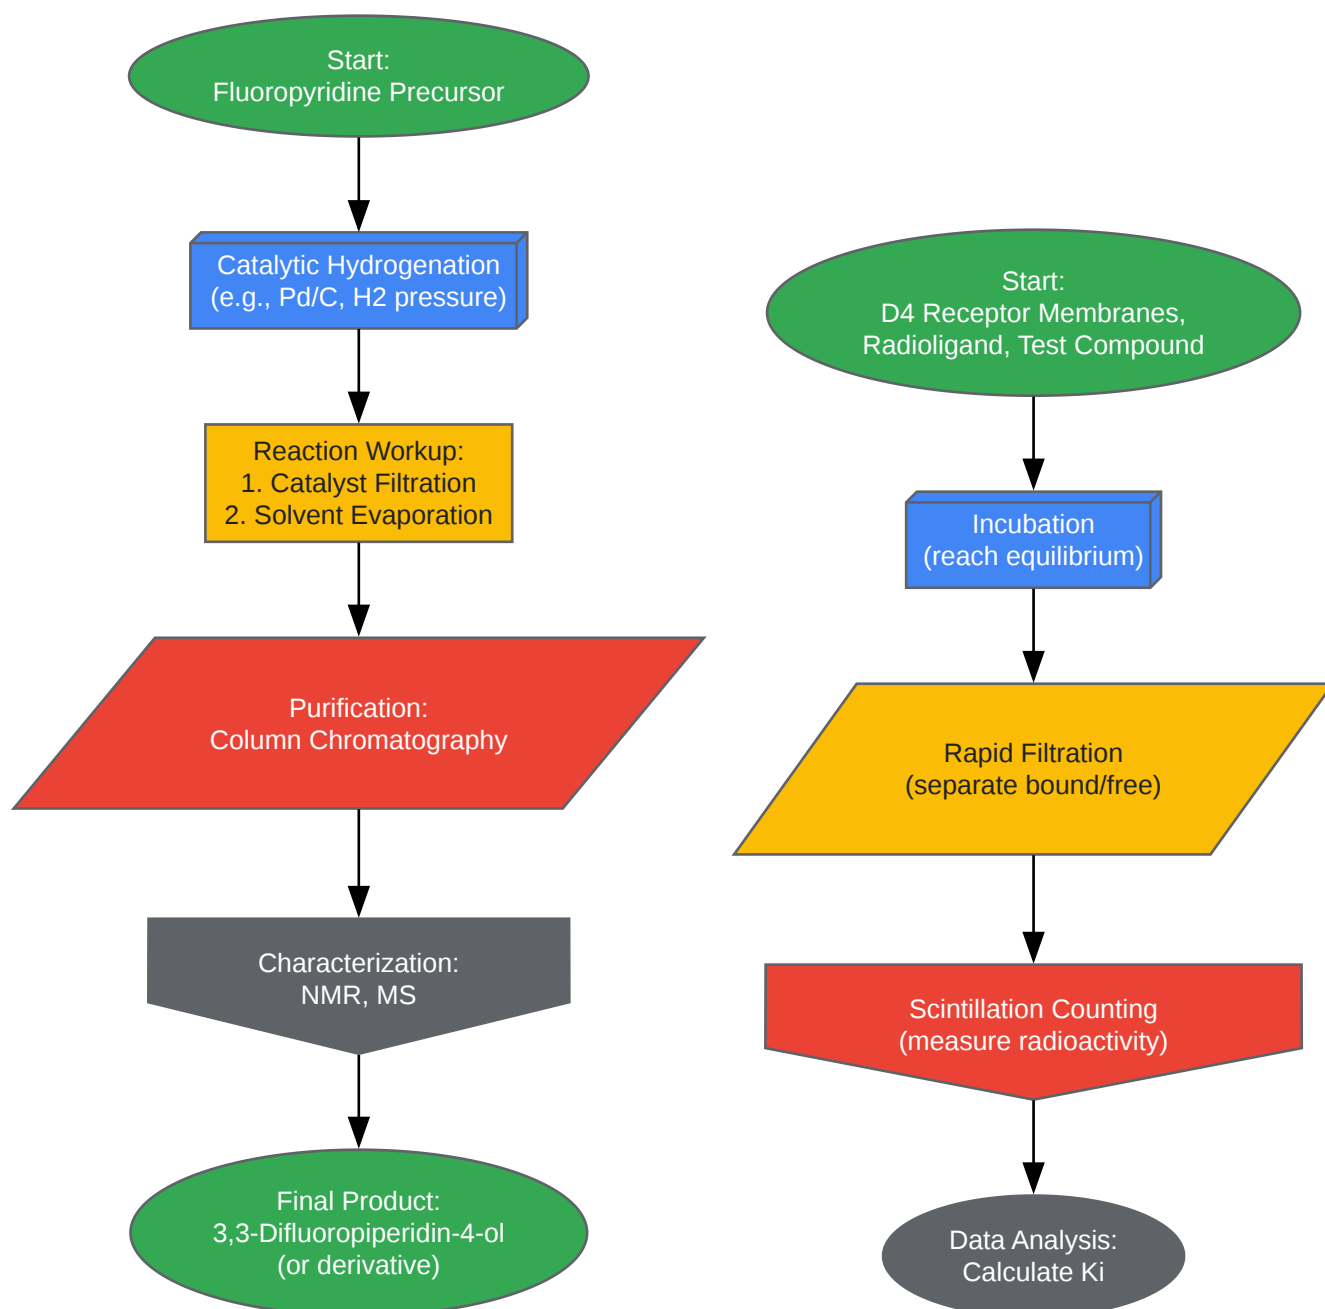 Start:
Fluoropyridine Precursor
Catalytic Hydrogenation
(e.g., Pd/C, H2 pressure)
Reaction Workup:
1. Catalyst Filtration
2. Solvent Evaporation
Purification:
Column Chromatography
Characterization:
NMR, MS
Final Product:
3,3-Difluoropiperidin-4-ol
(or derivative)
Start:
D4 Receptor Membranes,
Radioligand, Test Compound
Incubation
(reach equilibrium)
Rapid Filtration
(separate bound/free)
Scintillation Counting
(measure radioactivity)
Data Analysis:
Calculate Ki